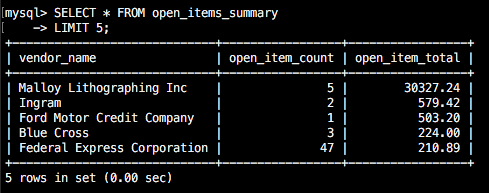 mysql> SELECT * FROM open_items_summary
    -> LIMIT 5;
+----------------------------+-----------------+-----------------+
| vendor_name                | open_item_count | open_item_total |
+----------------------------+-----------------+-----------------+
| Malloy Lithographing Inc   |               5 |        30327.24 |
| Ingram                     |               2 |          579.42 |
| Ford Motor Credit Company  |               1 |          503.20 |
| Blue Cross                 |               3 |          224.00 |
| Federal Express Corporation |              47 |          210.89 |
+----------------------------+-----------------+-----------------+
5 rows in set (0.00 sec)